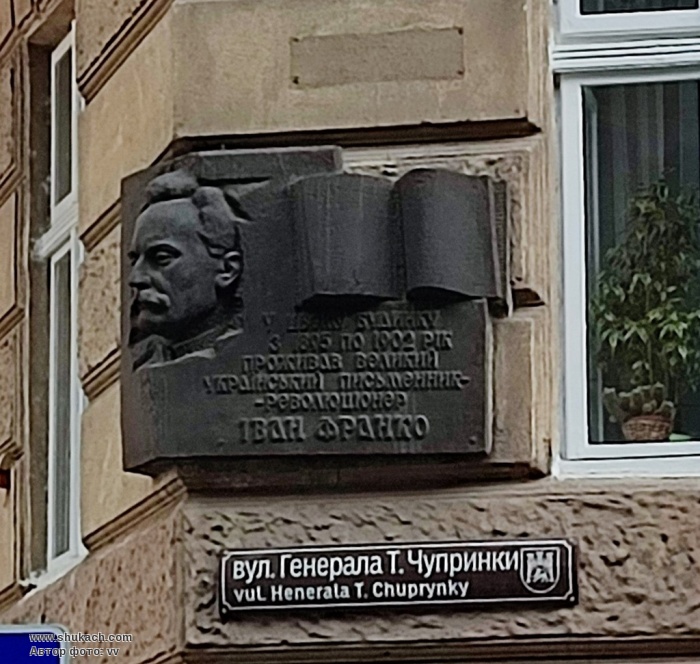 У ЦЬОМУ БУДИНКУ
З 1895 ПО 1902 РІК
ПРОЖИВАВ ВЕЛИКИЙ
УКРАЇНСЬКИЙ ПИСЬМЕННИК-
-РЕВОЛЮЦІОНЕР
ІВАН ФРАНКО
вул. Генерала Т. Чупринки
vul. Henerala T. Chuprynky
www.shukach.com
Автор фото: vv